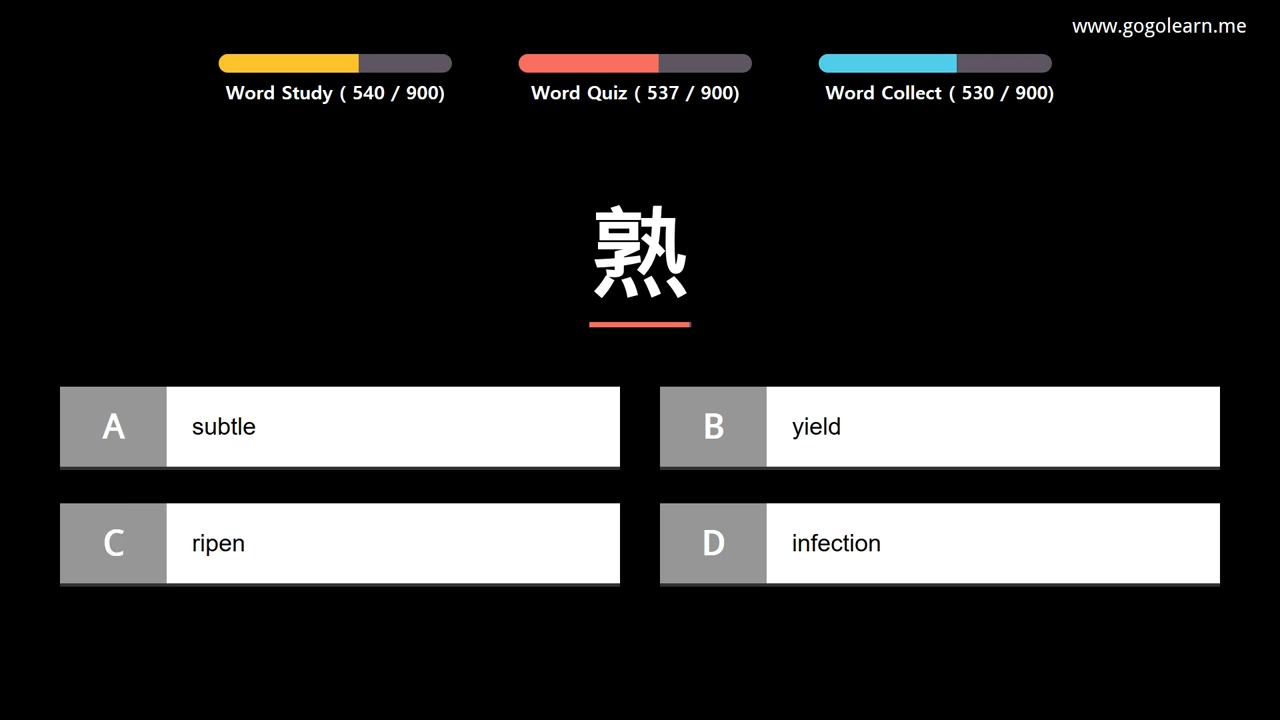 www.gogolearn.me
Word Study ( 540 / 900)
Word Quiz ( 537 / 900)
Word Collect ( 530 / 900)
熟
A subtle
B yield
C ripen
D infection